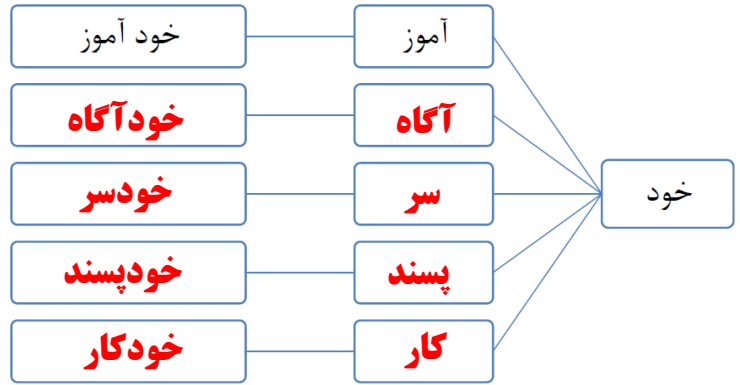 خود
آموز
خود آموز
آگاه
خودآگاه
سر
خودسر
پسند
خودپسند
کار
خودکار